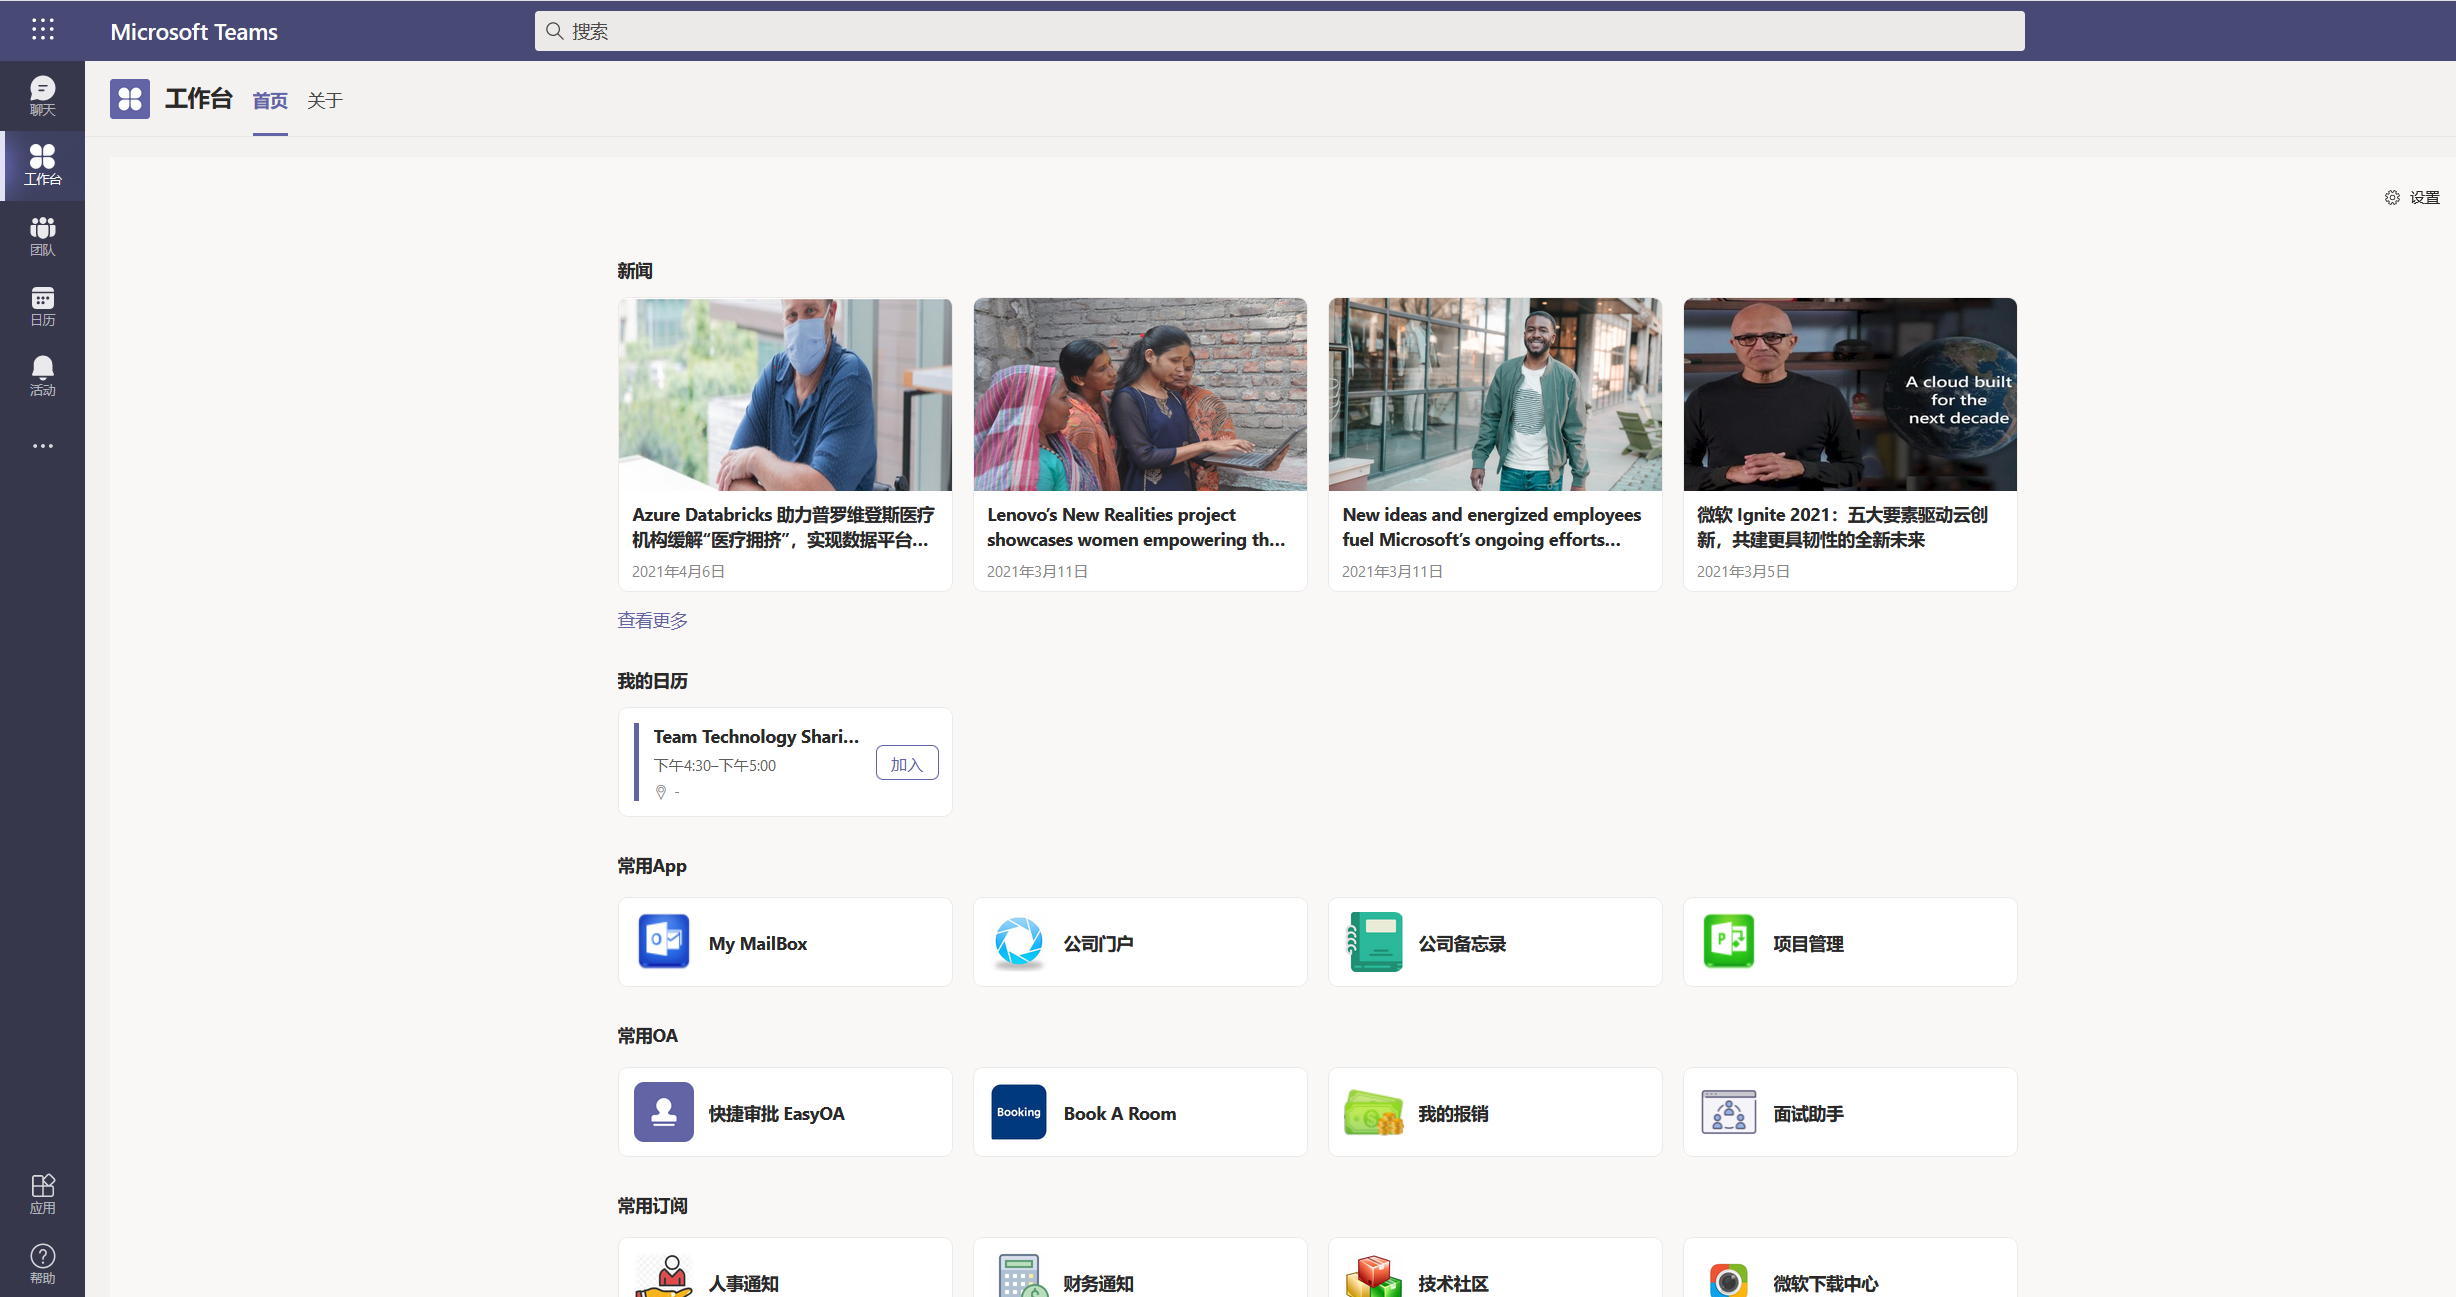 Microsoft Teams
搜索
聊天
工作台
团队
日历
活动
应用
帮助
工作台 首页 关于
设置
新闻
A cloud built
for the
next decade
Azure Databricks 助力普罗维登斯医疗
机构缓解“医疗拥挤”，实现数据平台...
2021年4月6日
Lenovo’s New Realities project
showcases women empowering th...
2021年3月11日
New ideas and energized employees
fuel Microsoft’s ongoing efforts...
2021年3月11日
微软 Ignite 2021：五大要素驱动云创
新，共建更具韧性的全新未来
2021年3月5日
查看更多
我的日历
Team Technology Shari...
下午4:30–下午5:00
-
加入
常用App
My MailBox
公司门户
公司备忘录
项目管理
常用OA
快捷审批 EasyOA
Booking
Book A Room
我的报销
面试助手
常用订阅
人事通知
财务通知
技术社区
微软下载中心